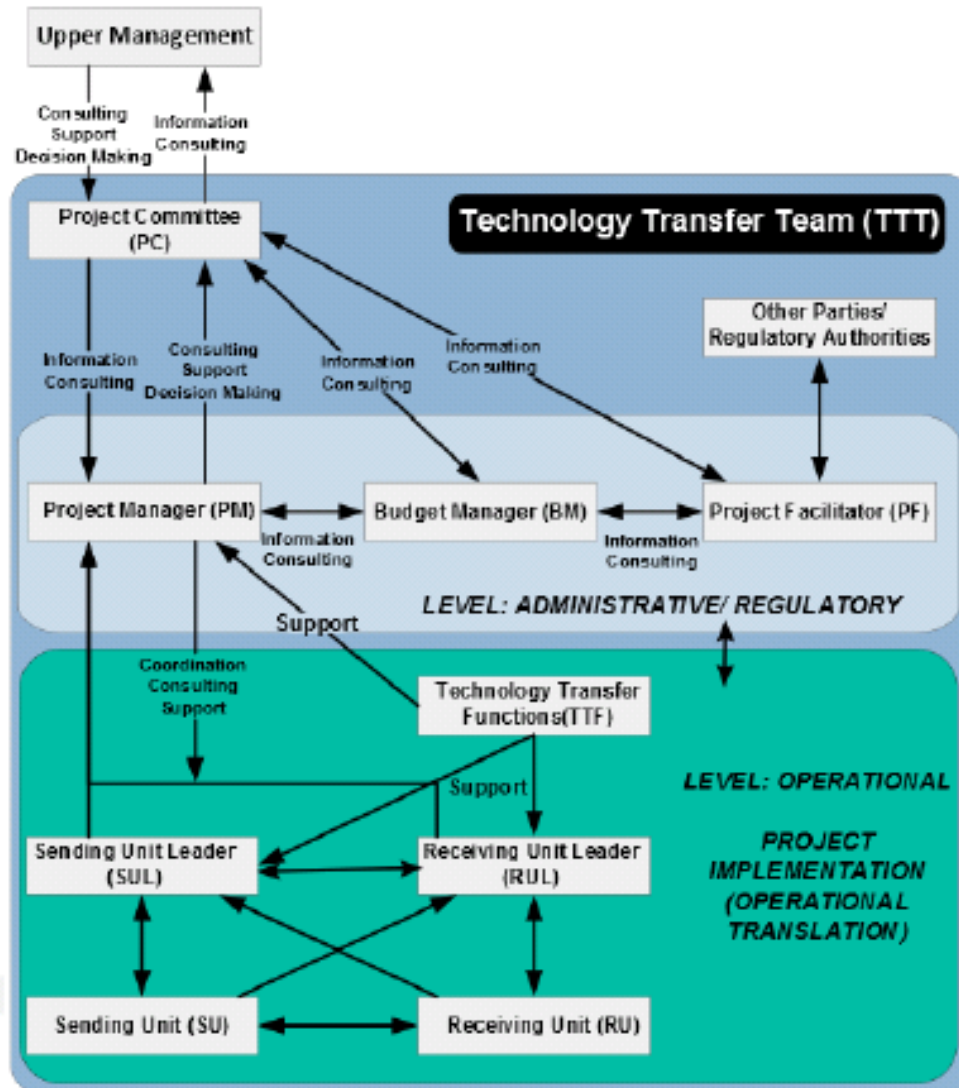 Upper Management
Consulting
Support
Decision Making
Information
Consulting
Project Committee
(PC)
Technology Transfer Team (TTT)
Other Parties/
Regulatory Authorities
Information
Consulting
Consulting
Support
Decision Making
Information
Consulting
Information
Consulting
Project Manager (PM)
Budget Manager (BM)
Project Facilitator (PF)
Information
Consulting
Information
Consulting
LEVEL: ADMINISTRATIVE/ REGULATORY
Support
Coordination
Consulting
Support
Technology Transfer
Functions(TTF)
Support
LEVEL: OPERATIONAL
PROJECT
IMPLEMENTATION
(OPERATIONAL
TRANSLATION)
Sending Unit Leader
(SUL)
Receiving Unit Leader
(RUL)
Sending Unit (SU)
Receiving Unit (RU)